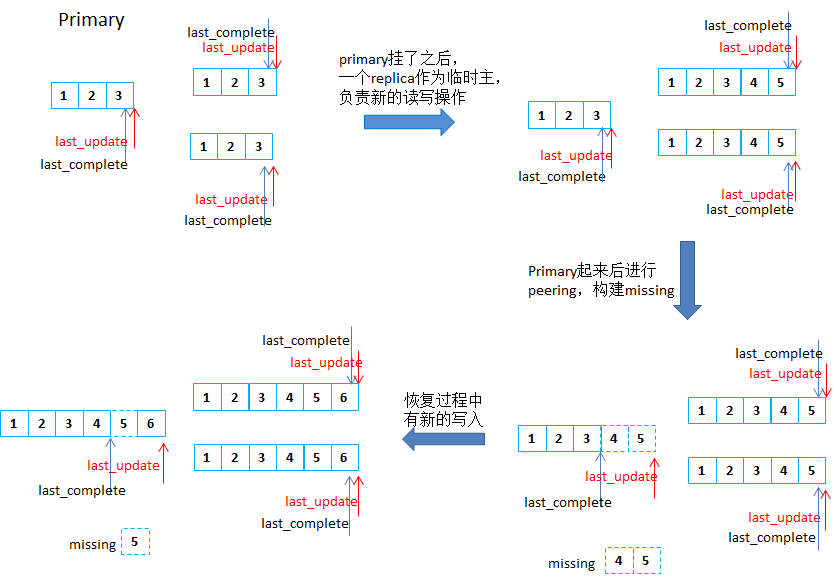 Primary
last_complete
last_update
1 2 3
1 2 3
last_update
last_complete
1 2 3
last_update
last_complete
primary挂了之后,
一个replica作为临时主,
负责新的读写操作
last_complete
last_update
1 2 3 4 5
1 2 3
last_update
last_complete
1 2 3 4 5
last_update
last_complete
Primary起来后进行
peering，构建missing
last_complete
last_update
1 2 3 4 5
1 2 3 4 5
last_update
last_complete
1 2 3 4 5
last_update
last_complete
missing 4 5
恢复过程中
有新的写入
last_complete
last_update
1 2 3 4 5 6
1 2 3 4 5 6
last_update
last_complete
1 2 3 4 5 6
last_update
last_complete
missing 5